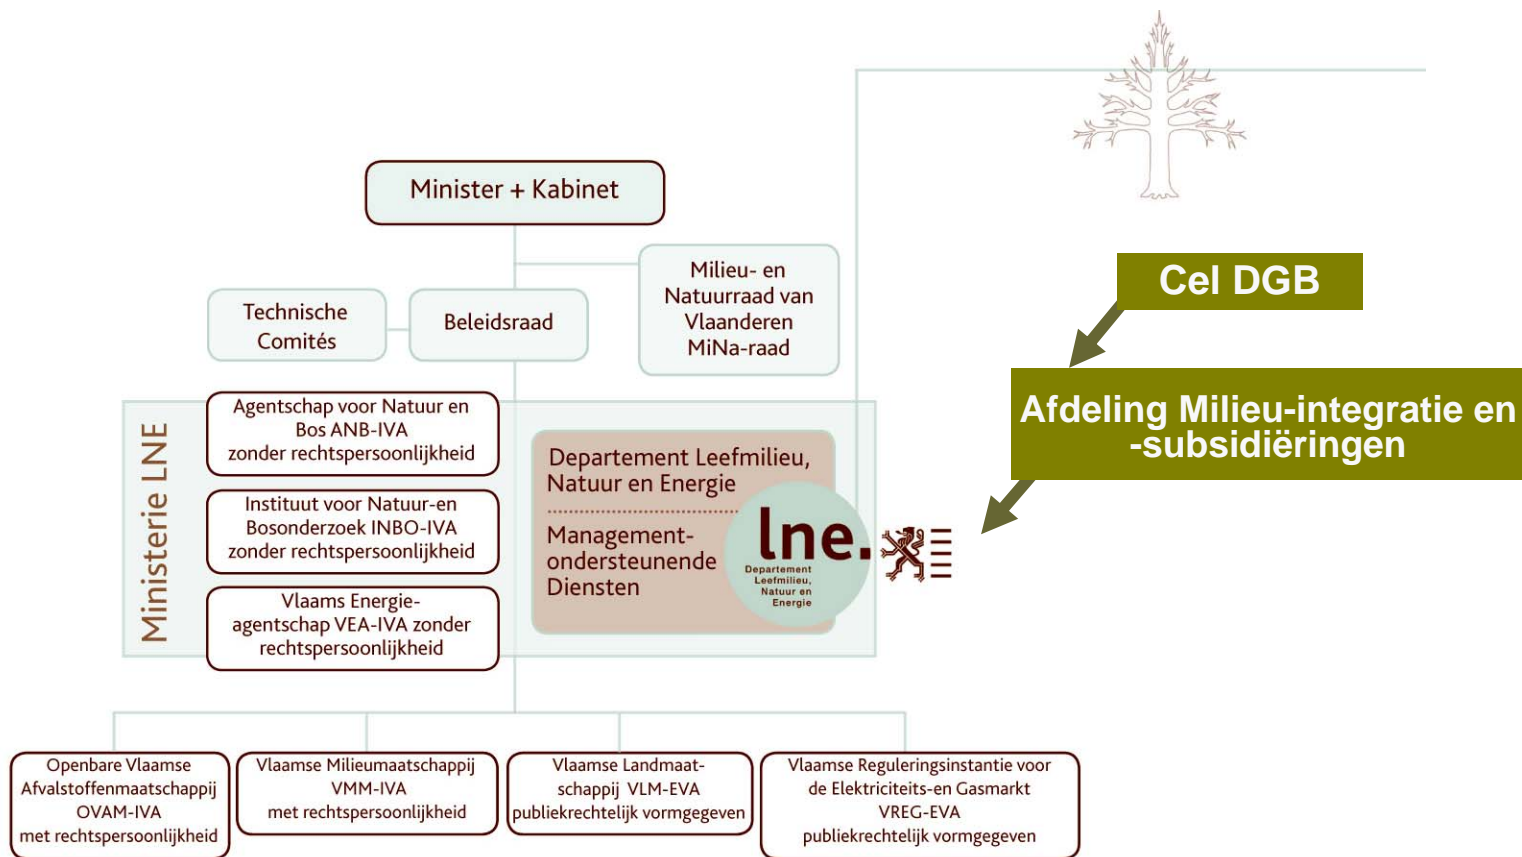 Minister + Kabinet
Milieu- en
Natuurraad van
Vlaanderen
MiNa-raad
Technische
Comités
Beleidsraad
Cel DGB
Afdeling Milieu-integratie en
-subsidiëringen
Ministerie LNE
Agentschap voor Natuur en
Bos ANB-IVA
zonder rechtspersoonlijkheid
Instituut voor Natuur-en
Bosonderzoek INBO-IVA
zonder rechtspersoonlijkheid
Vlaams Energie-
agentschap VEA-IVA zonder
rechtspersoonlijkheid
Departement Leefmilieu,
Natuur en Energie
Management-
ondersteunende
Diensten
lne.
Departement
Leefmilieu,
Natuur en
Energie
Openbare Vlaamse
Afvalstoffenmaatschappij
OVAM-IVA
met rechtspersoonlijkheid
Vlaamse Milieumaatschappij
VMM-IVA
met rechtspersoonlijkheid
Vlaamse Landmaat-
schappij VLM-EVA
publiekrechtelijk vormgegeven
Vlaamse Reguleringsinstantie voor
de Elektriciteits-en Gasmarkt
VREG-EVA
publiekrechtelijk vormgegeven